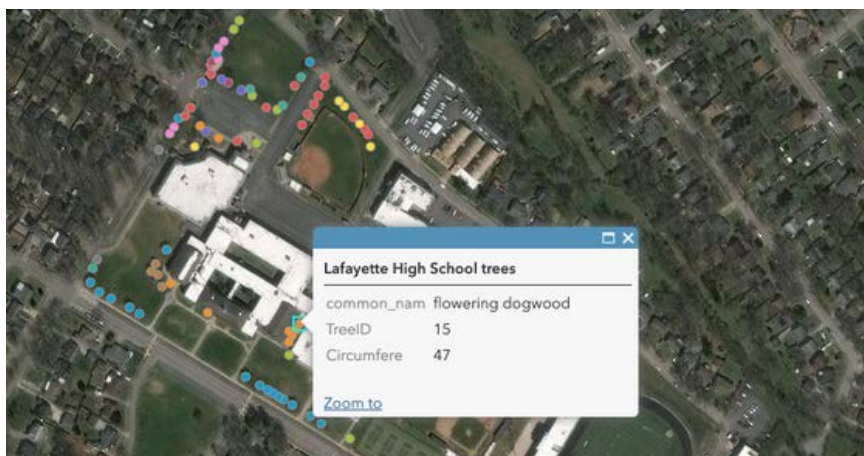 Lafayette High School trees
common_nam flowering dogwood
TreeID 15
Circumfere 47
Zoom to